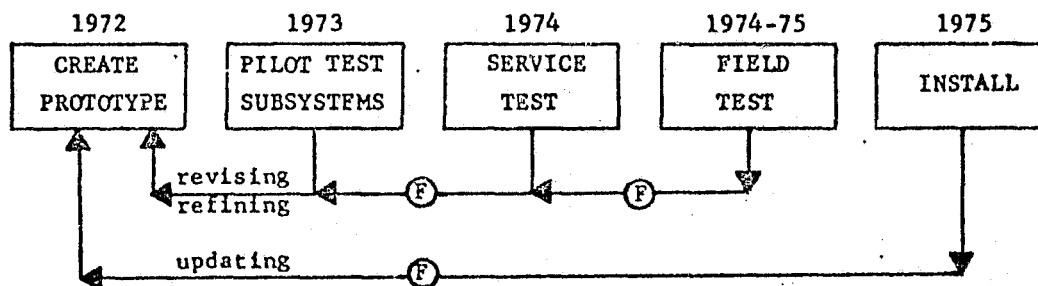 1972 1973 1974 1974-75 1975
CREATE PILOT TEST SERVICE FIELD INSTALL
PROTOTYPE SUBSYSTEMS TEST TEST
revising F F
refining
updating F